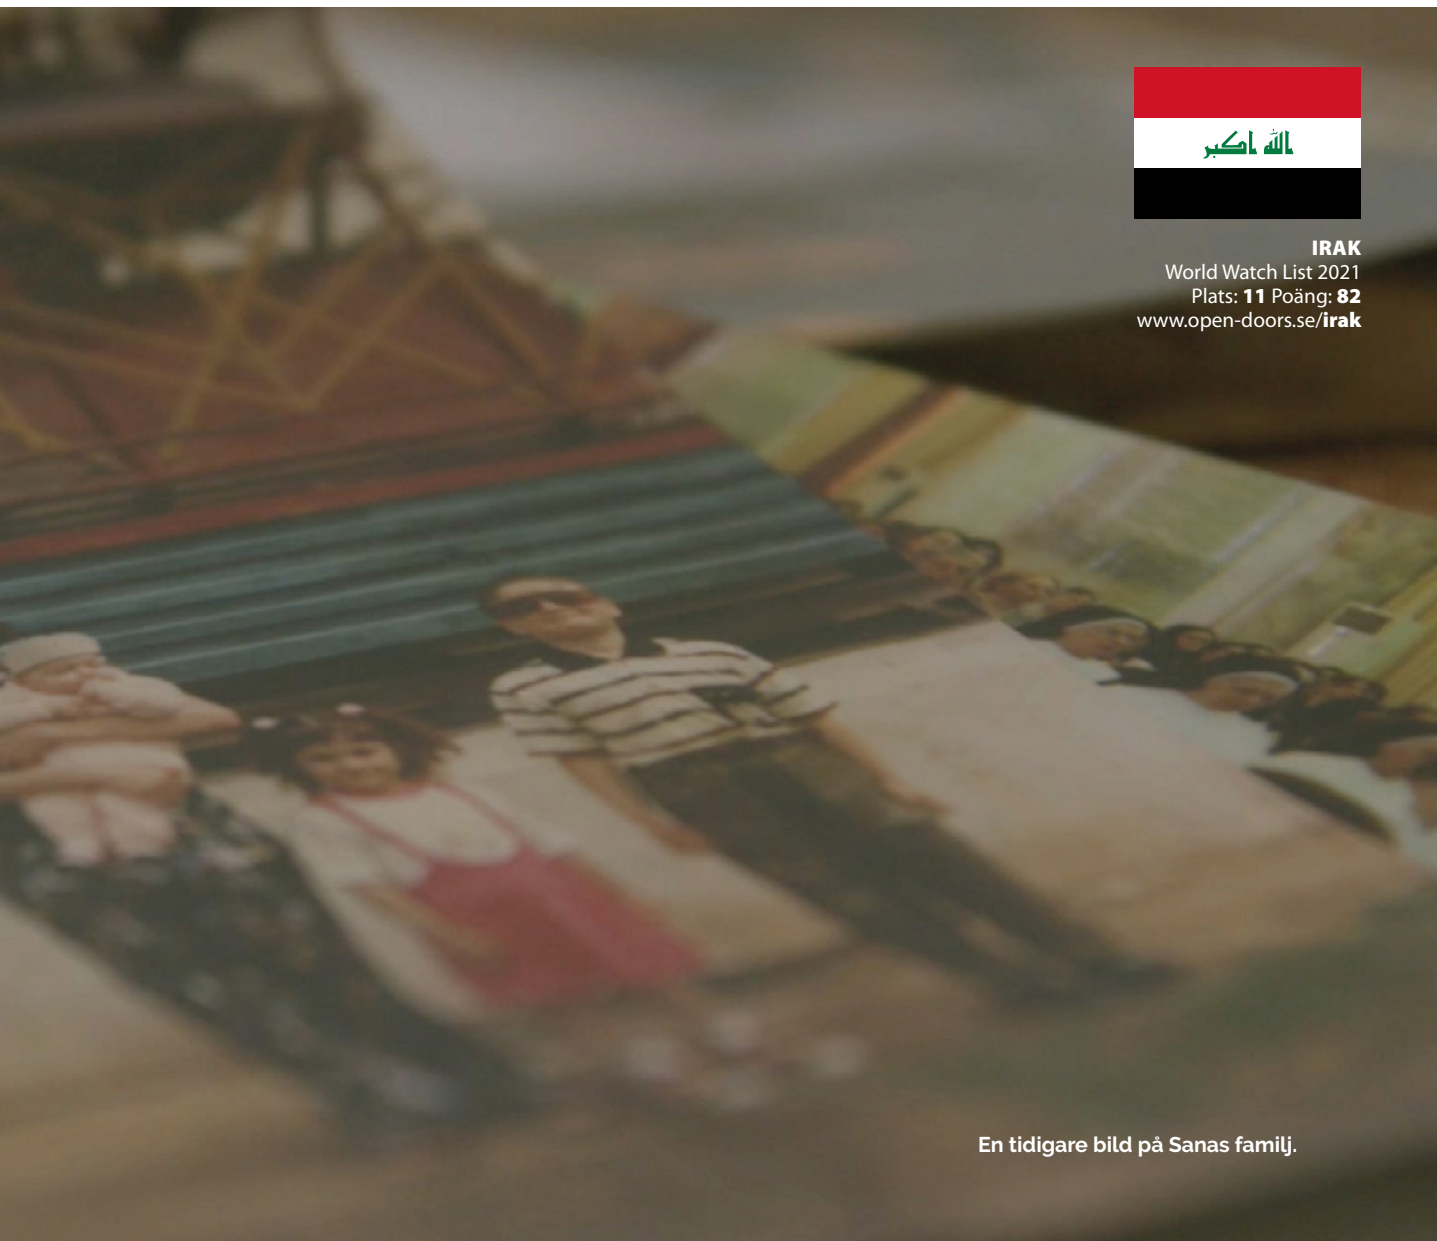 الله اكبر
IRAK
World Watch List 2021
Plats: 11 Poäng: 82
www.open-doors.se/irak
En tidigare bild på Sanas familj.